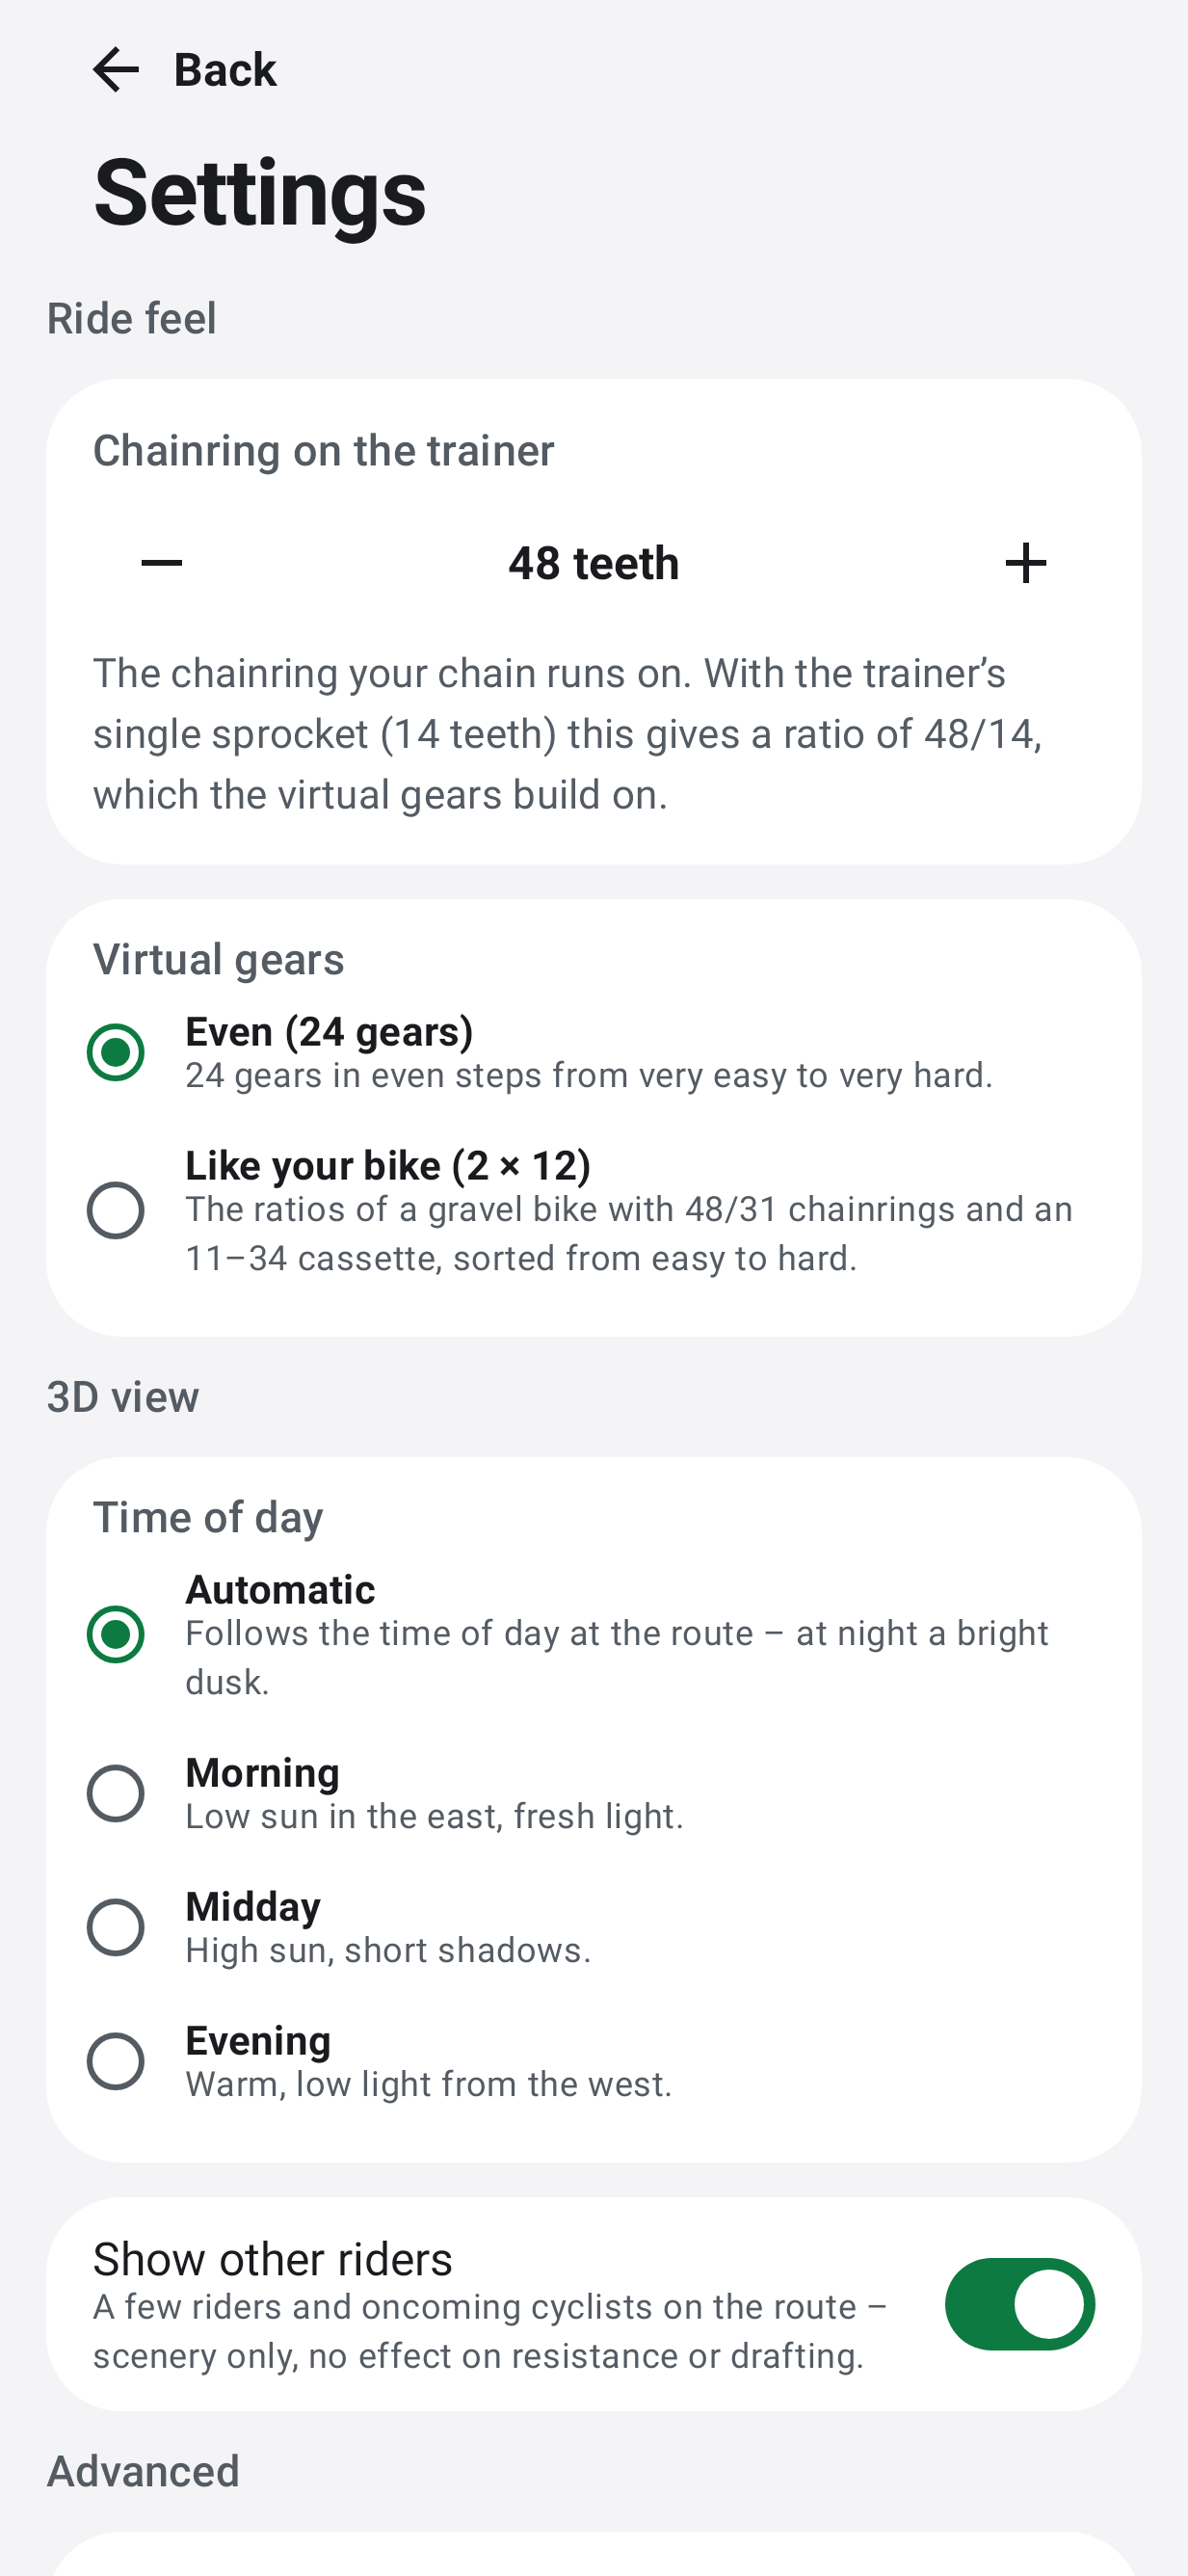 Back
Settings
Ride feel
Chainring on the trainer
48 teeth
The chainring your chain runs on. With the trainer’s
single sprocket (14 teeth) this gives a ratio of 48/14,
which the virtual gears build on.
Virtual gears
Even (24 gears)
24 gears in even steps from very easy to very hard.
Like your bike (2 × 12)
The ratios of a gravel bike with 48/31 chainrings and an
11–34 cassette, sorted from easy to hard.
3D view
Time of day
Automatic
Follows the time of day at the route – at night a bright
dusk.
Morning
Low sun in the east, fresh light.
Midday
High sun, short shadows.
Evening
Warm, low light from the west.
Show other riders
A few riders and oncoming cyclists on the route –
scenery only, no effect on resistance or drafting.
Advanced